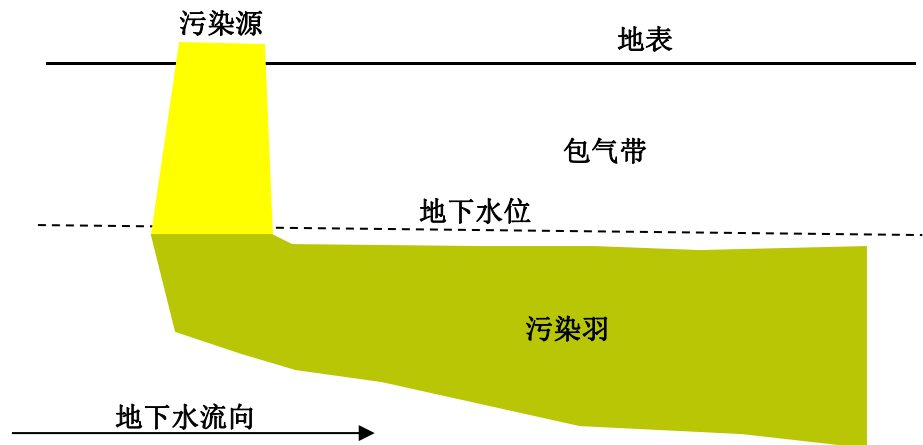 污染源
地表
包气带
地下水位
污染羽
地下水流向